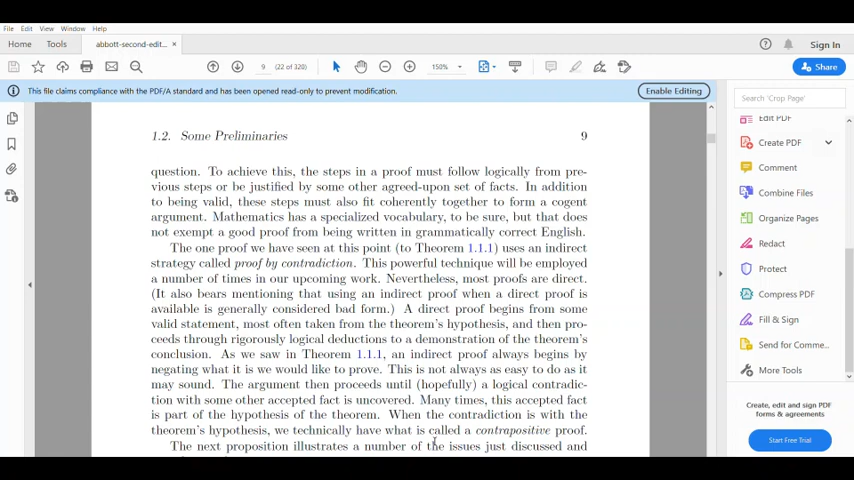 File Edit View Window Help
Home Tools abbott-second-edit... × Sign In
9 (22 of 320) 150% Share
This file claims compliance with the PDF/A standard and has been opened read-only to prevent modification. Enable Editing
Search 'Crop Page'
1.2. Some Preliminaries 9
question. To achieve this, the steps in a proof must follow logically from pre-
vious steps or be justified by some other agreed-upon set of facts. In addition
to being valid, these steps must also fit coherently together to form a cogent
argument. Mathematics has a specialized vocabulary, to be sure, but that does
not exempt a good proof from being written in grammatically correct English.
The one proof we have seen at this point (to Theorem 1.1.1) uses an indirect
strategy called proof by contradiction. This powerful technique will be employed
a number of times in our upcoming work. Nevertheless, most proofs are direct.
(It also bears mentioning that using an indirect proof when a direct proof is
available is generally considered bad form.) A direct proof begins from some
valid statement, most often taken from the theorem's hypothesis, and then pro-
ceeds through rigorously logical deductions to a demonstration of the theorem's
conclusion. As we saw in Theorem 1.1.1, an indirect proof always begins by
negating what it is we would like to prove. This is not always as easy to do as it
may sound. The argument then proceeds until (hopefully) a logical contradic-
tion with some other accepted fact is uncovered. Many times, this accepted fact
is part of the hypothesis of the theorem. When the contradiction is with the
theorem's hypothesis, we technically have what is called a contrapositive proof.
The next proposition illustrates a number of the issues just discussed and
Edit PDF
Create PDF
Comment
Combine Files
Organize Pages
Redact
Protect
Compress PDF
Fill & Sign
Send for Comme...
More Tools
Create, edit and sign PDF
forms & agreements
Start Free Trial